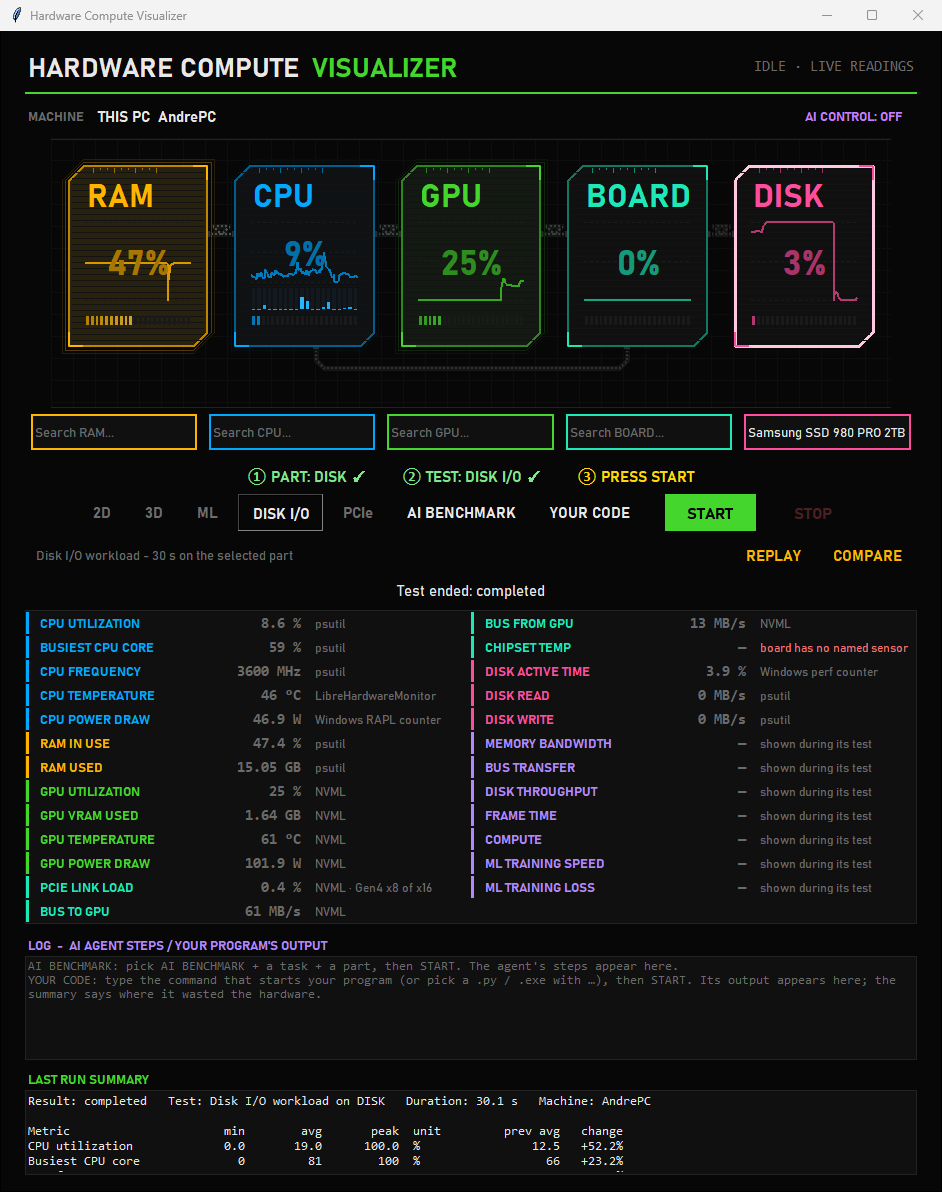 Hardware Compute Visualizer
HARDWARE COMPUTE VISUALIZER
IDLE · LIVE READINGS
MACHINE THIS PC AndrePC
AI CONTROL: OFF
RAM CPU GPU BOARD DISK
47% 9% 25% 0% 3%
Search RAM... Search CPU... Search GPU... Search BOARD... Samsung SSD 980 PRO 2TB
① PART: DISK ✓ ② TEST: DISK I/O ✓ ③ PRESS START
2D 3D ML DISK I/O PCIe AI BENCHMARK YOUR CODE START STOP
Disk I/O workload - 30 s on the selected part
REPLAY COMPARE
Test ended: completed
CPU UTILIZATION 8.6 % psutil
BUSIEST CPU CORE 59 % psutil
CPU FREQUENCY 3600 MHz psutil
CPU TEMPERATURE 46 °C LibreHardwareMonitor
CPU POWER DRAW 46.9 W Windows RAPL counter
RAM IN USE 47.4 % psutil
RAM USED 15.05 GB psutil
GPU UTILIZATION 25 % NVML
GPU VRAM USED 1.64 GB NVML
GPU TEMPERATURE 61 °C NVML
GPU POWER DRAW 101.9 W NVML
PCIE LINK LOAD 0.4 % NVML · Gen4 x8 of x16
BUS TO GPU 61 MB/s NVML
BUS FROM GPU 13 MB/s NVML
CHIPSET TEMP — board has no named sensor
DISK ACTIVE TIME 3.9 % Windows perf counter
DISK READ 0 MB/s psutil
DISK WRITE 0 MB/s psutil
MEMORY BANDWIDTH — shown during its test
BUS TRANSFER — shown during its test
DISK THROUGHPUT — shown during its test
FRAME TIME — shown during its test
COMPUTE — shown during its test
ML TRAINING SPEED — shown during its test
ML TRAINING LOSS — shown during its test
LOG - AI AGENT STEPS / YOUR PROGRAM'S OUTPUT
AI BENCHMARK: pick AI BENCHMARK + a task + a part, then START. The agent's steps appear here.
YOUR CODE: type the command that starts your program (or pick a .py / .exe with …), then START. Its output appears here; the
summary says where it wasted the hardware.
LAST RUN SUMMARY
Result: completed Test: Disk I/O workload on DISK Duration: 30.1 s Machine: AndrePC
Metric min avg peak unit prev avg change
CPU utilization 0.0 19.0 100.0 % 12.5 +52.2%
Busiest CPU core 0 81 100 % 66 +23.2%